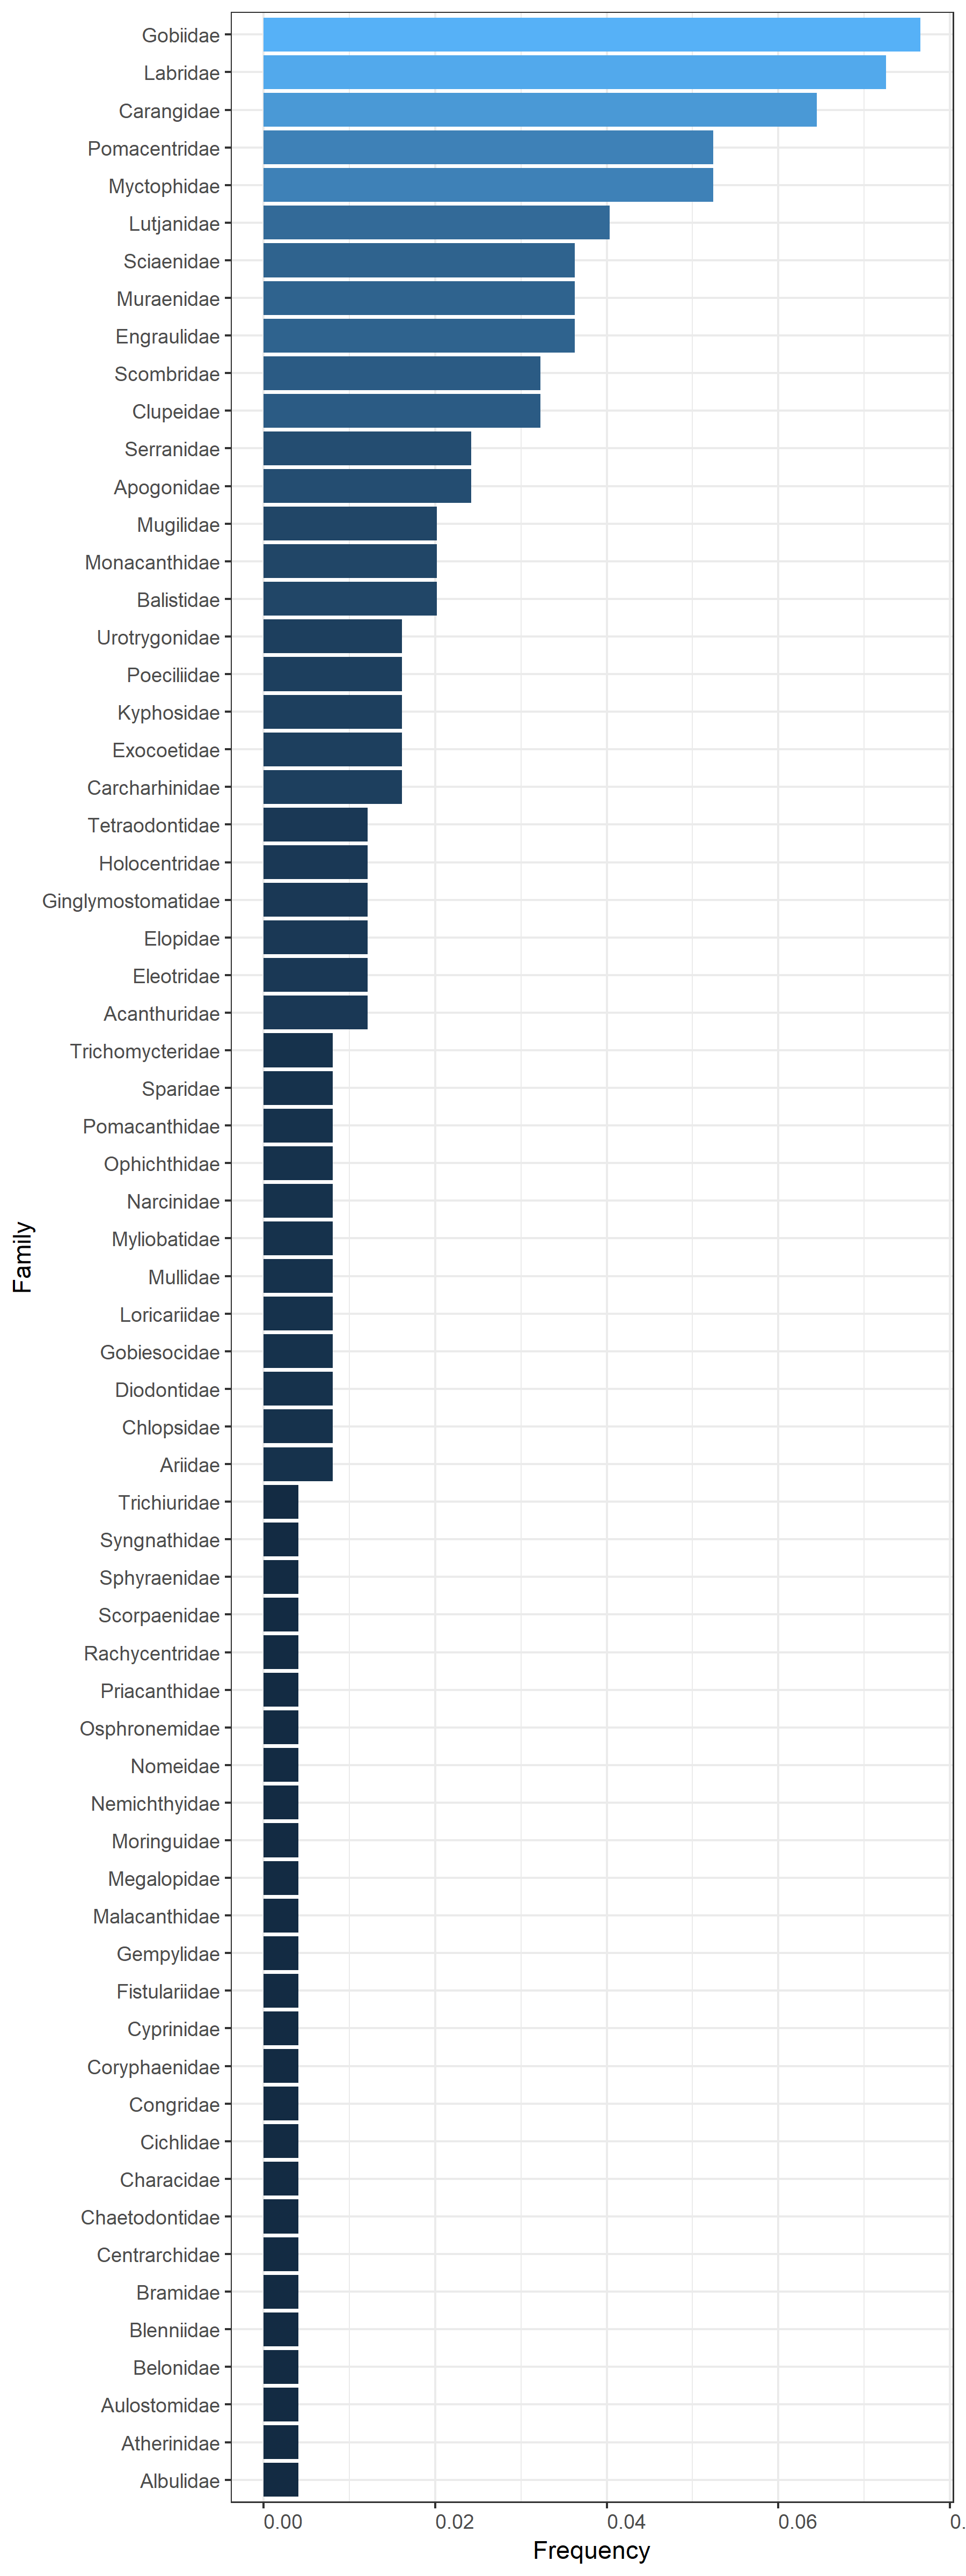 Gobiidae
Labridae
Carangidae
Pomacentridae
Myctophidae
Lutjanidae
Sciaenidae
Muraenidae
Engraulidae
Scombridae
Clupeidae
Serranidae
Apogonidae
Mugilidae
Monacanthidae
Balistidae
Urotrygonidae
Poeciliidae
Kyphosidae
Exocoetidae
Carcharhinidae
Tetraodontidae
Holocentridae
Ginglymostomatidae
Elopidae
Eleotridae
Acanthuridae
Trichomycteridae
Sparidae
Pomacanthidae
Ophichthidae
Narcinidae
Myliobatidae
Mullidae
Loricariidae
Gobiesocidae
Diodontidae
Chlopsidae
Ariidae
Trichiuridae
Syngnathidae
Sphyraenidae
Scorpaenidae
Rachycentridae
Priacanthidae
Osphronemidae
Nomeidae
Nemichthyidae
Moringuidae
Megalopidae
Malacanthidae
Gempylidae
Fistulariidae
Cyprinidae
Coryphaenidae
Congridae
Cichlidae
Characidae
Chaetodontidae
Centrarchidae
Bramidae
Blenniidae
Belonidae
Aulostomidae
Atherinidae
Albulidae
Family
0.00 0.02 0.04 0.06 0.
Frequency